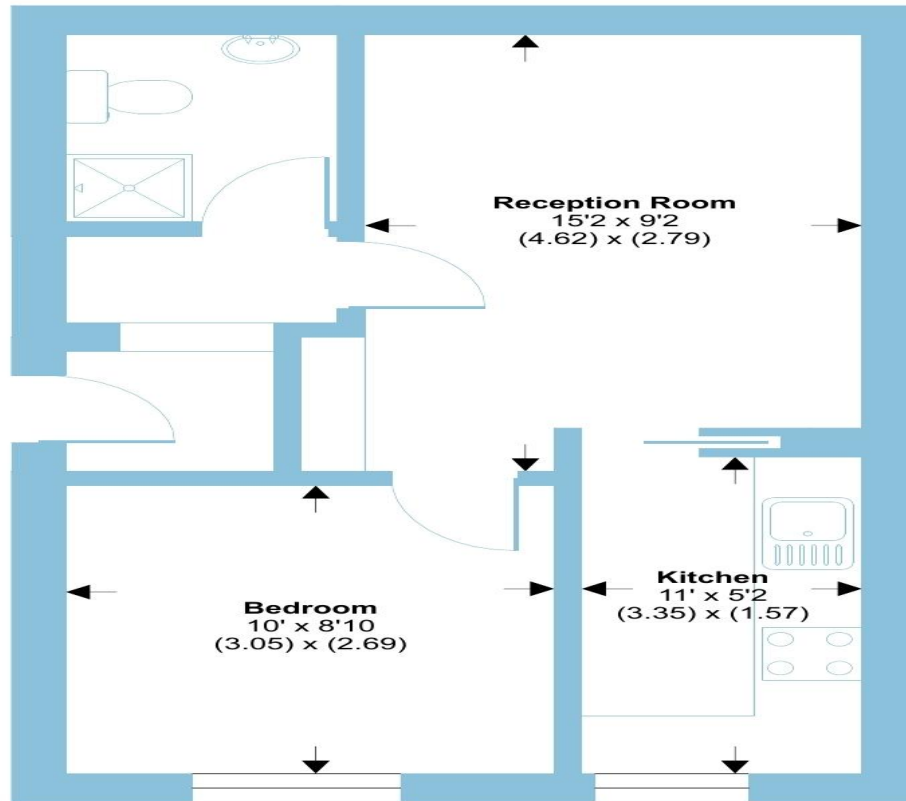 Reception Room
15'2 x 9'2
(4.62) x (2.79)
Kitchen
11' x 5'2
(3.35) x (1.57)
Bedroom
10' x 8'10
(3.05) x (2.69)